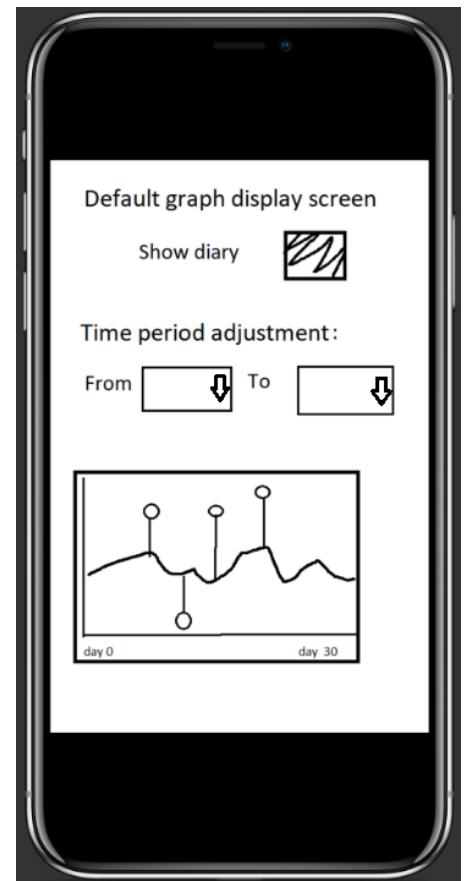 Default graph display screen
Show diary
Time period adjustment:
From To
day 0 day 30